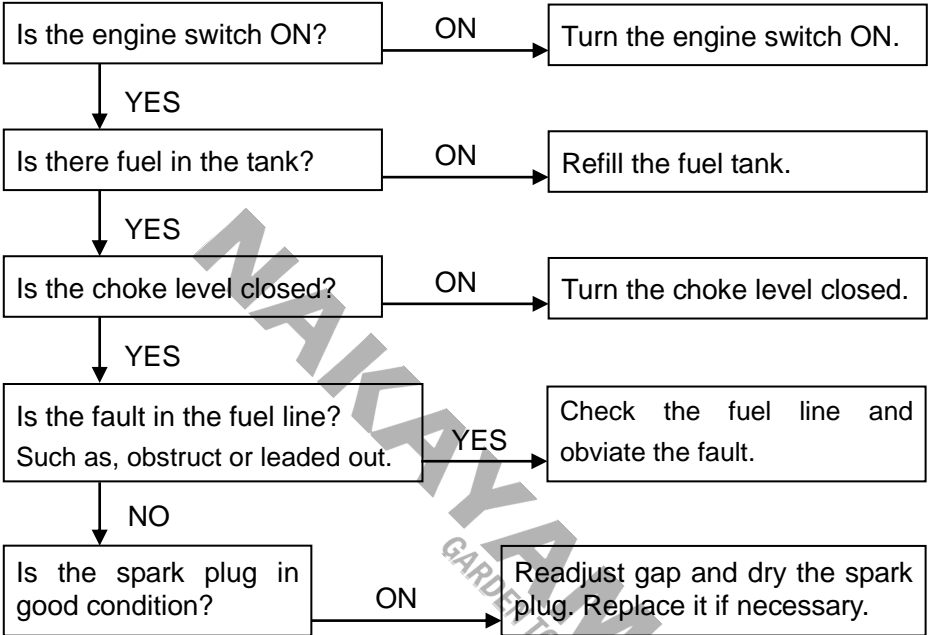 Is the engine switch ON?
ON
Turn the engine switch ON.
YES
Is there fuel in the tank?
ON
Refill the fuel tank.
YES
Is the choke level closed?
ON
Turn the choke level closed.
YES
Is the fault in the fuel line?
Such as, obstruct or leaded out.
YES
Check the fuel line and
obviate the fault.
NO
Is the spark plug in
good condition?
ON
Readjust gap and dry the spark
plug. Replace it if necessary.
NAKAYAM
GARDEN TO